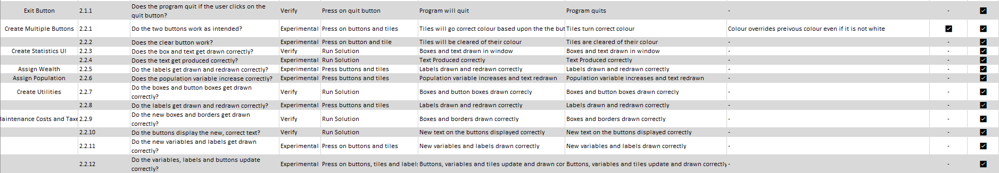 Exit Button 2.1.1 Does the program quit if the user clicks on the quit button? Verify Press on quit button Program will quit Program quits - -
Create Multiple Buttons 2.2.1 Do the two buttons work as intended? Experimental Press on buttons and tiles Tiles will go correct colour based upon the the but Tiles turn correct colour Colour overrides preivous colour even if it is not white
2.2.2 Does the clear button work? Experimental Press on button and tile Tiles will be cleared of their colour Tiles are cleared of their colour - -
Create Statistics UI 2.2.3 Does the box and text get drawn correctly? Verify Run Solution Boxes and text drawn in window Boxes and text drawn in window - -
2.2.4 Does the text get produced correctly? Experimental Run Solution Text Produced correctly Text Produced correctly - -
Assign Wealth 2.2.5 Do the labels get drawn and redrawn correctly? Experimental Press buttons and tiles Labels drawn and redrawn correctly Labels drawn and redrawn correctly - -
Assign Population 2.2.6 Does the population variable increase correctly? Experimental Press buttons and tiles Population variable increases and text redrawn Population variable increases and text redrawn - -
Create Utilities 2.2.7 Do the boxes and button boxes get drawn correctly? Verify Run Solution Boxes and button boxes drawn correcly Boxes and button boxes drawn correcly - -
2.2.8 Do the labels get drawn and redrawn correctly? Experimental Press buttons and tiles Labels drawn and redrawn correctly Labels drawn and redrawn correctly - -
laintenance Costs and Taxe 2.2.9 Do the new boxes and borders get drawn correctly? Verify Run Solution Boxes and borders drawn correctly Boxes and borders drawn correctly - -
2.2.10 Do the buttons display the new, correct text? Verify Run Solution New text on the buttons displayed correctly New text on the buttons displayed correctly - -
2.2.11 Do the new variables and labels get drawn correctly? Experimental Press on buttons and tiles New variables and labels drawn correctly New variables and labels drawn correctly - -
2.2.12 Do the variables, labels and buttons update correctly? Experimental Press on buttons, tiles and label: Buttons, variables and tiles update and drawn cor Buttons, variables and tiles update and drawn correctly - -